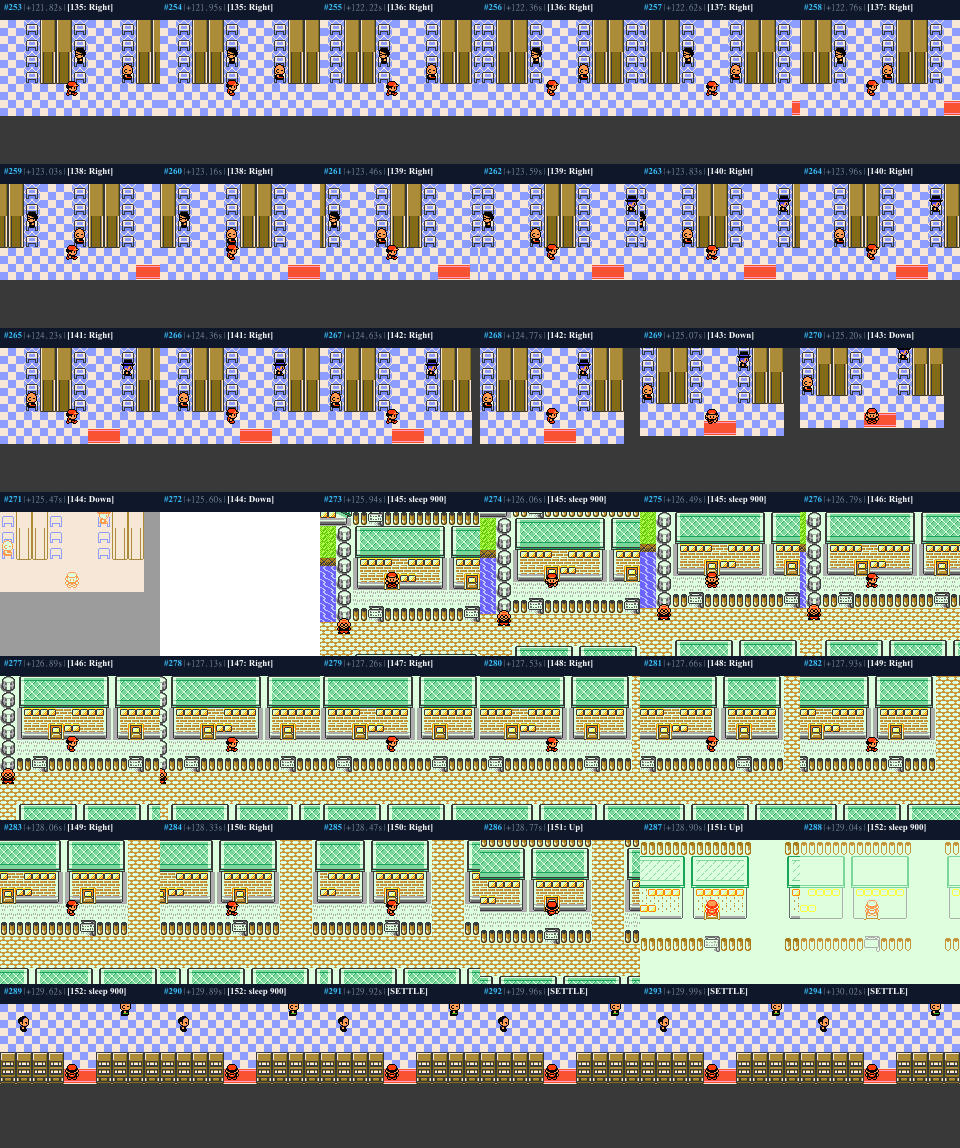 #253|+121.82s|[135: Right] #254|+121.95s|[135: Right] #255|+122.22s|[136: Right] #256|+122.36s|[136: Right] #257|+122.62s|[137: Right] #258|+122.76s|[137: Right]
#259|+123.03s|[138: Right] #260|+123.16s|[138: Right] #261|+123.46s|[139: Right] #262|+123.59s|[139: Right] #263|+123.83s|[140: Right] #264|+123.96s|[140: Right]
#265|+124.23s|[141: Right] #266|+124.36s|[141: Right] #267|+124.63s|[142: Right] #268|+124.77s|[142: Right] #269|+125.07s|[143: Down] #270|+125.20s|[143: Down]
#271|+125.47s|[144: Down] #272|+125.60s|[144: Down] #273|+125.94s|[145: sleep 900] #274|+126.06s|[145: sleep 900] #275|+126.49s|[145: sleep 900] #276|+126.79s|[146: Right]
#277|+126.89s|[146: Right] #278|+127.13s|[147: Right] #279|+127.26s|[147: Right] #280|+127.53s|[148: Right] #281|+127.66s|[148: Right] #282|+127.93s|[149: Right]
#283|+128.06s|[149: Right] #284|+128.33s|[150: Right] #285|+128.47s|[150: Right] #286|+128.77s|[151: Up] #287|+128.90s|[151: Up] #288|+129.04s|[152: sleep 900]
#289|+129.62s|[152: sleep 900] #290|+129.89s|[152: sleep 900] #291|+129.92s|[SETTLE] #292|+129.96s|[SETTLE] #293|+129.99s|[SETTLE] #294|+130.02s|[SETTLE]